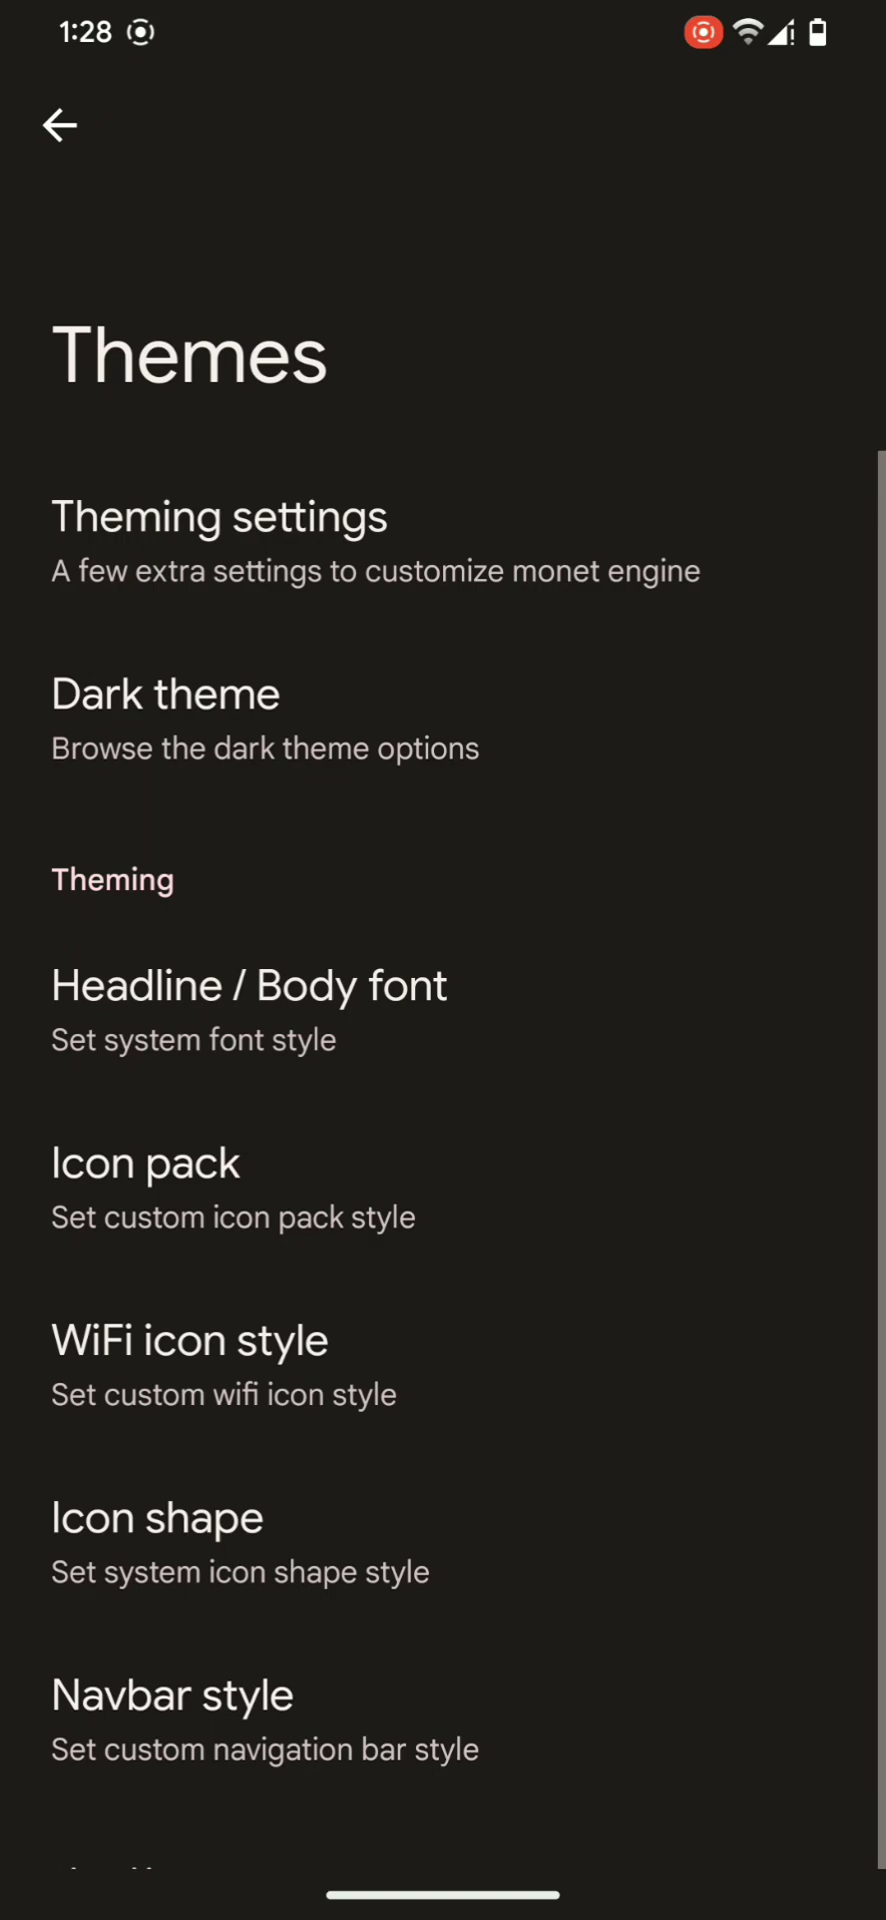 1:28
Themes
Theming settings
A few extra settings to customize monet engine
Dark theme
Browse the dark theme options
Theming
Headline / Body font
Set system font style
Icon pack
Set custom icon pack style
WiFi icon style
Set custom wifi icon style
Icon shape
Set system icon shape style
Navbar style
Set custom navigation bar style